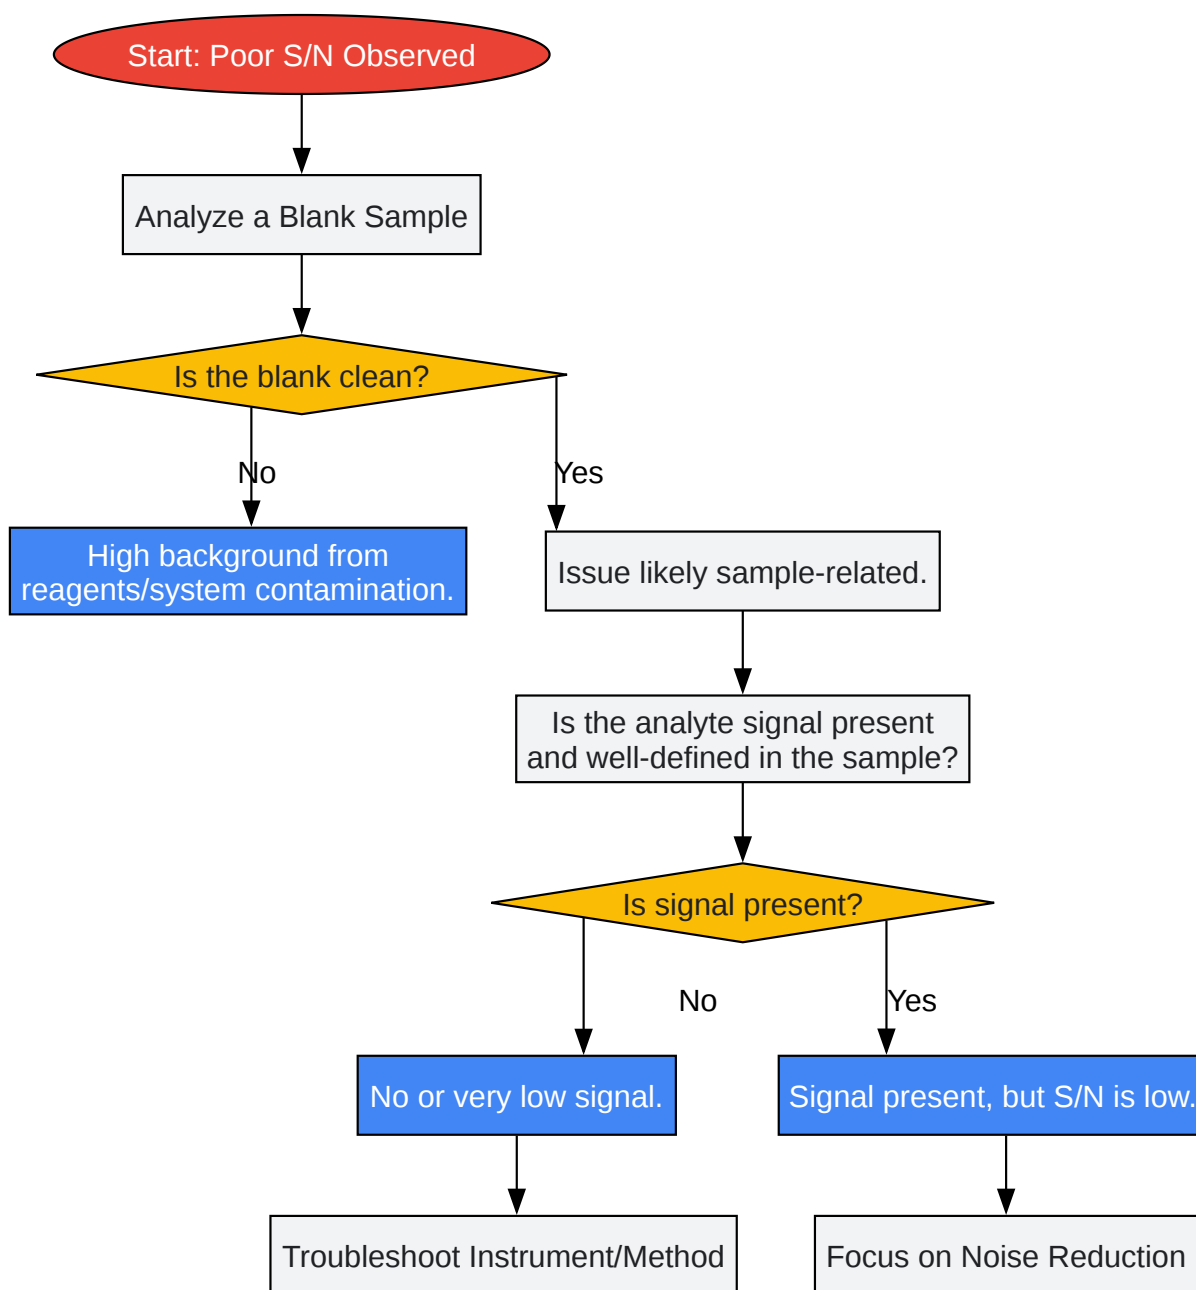 Start: Poor S/N Observed
Analyze a Blank Sample
Is the blank clean?
No
Yes
High background from
reagents/system contamination.
Issue likely sample-related.
Is the analyte signal present
and well-defined in the sample?
Is signal present?
No
Yes
No or very low signal.
Signal present, but S/N is low.
Troubleshoot Instrument/Method
Focus on Noise Reduction